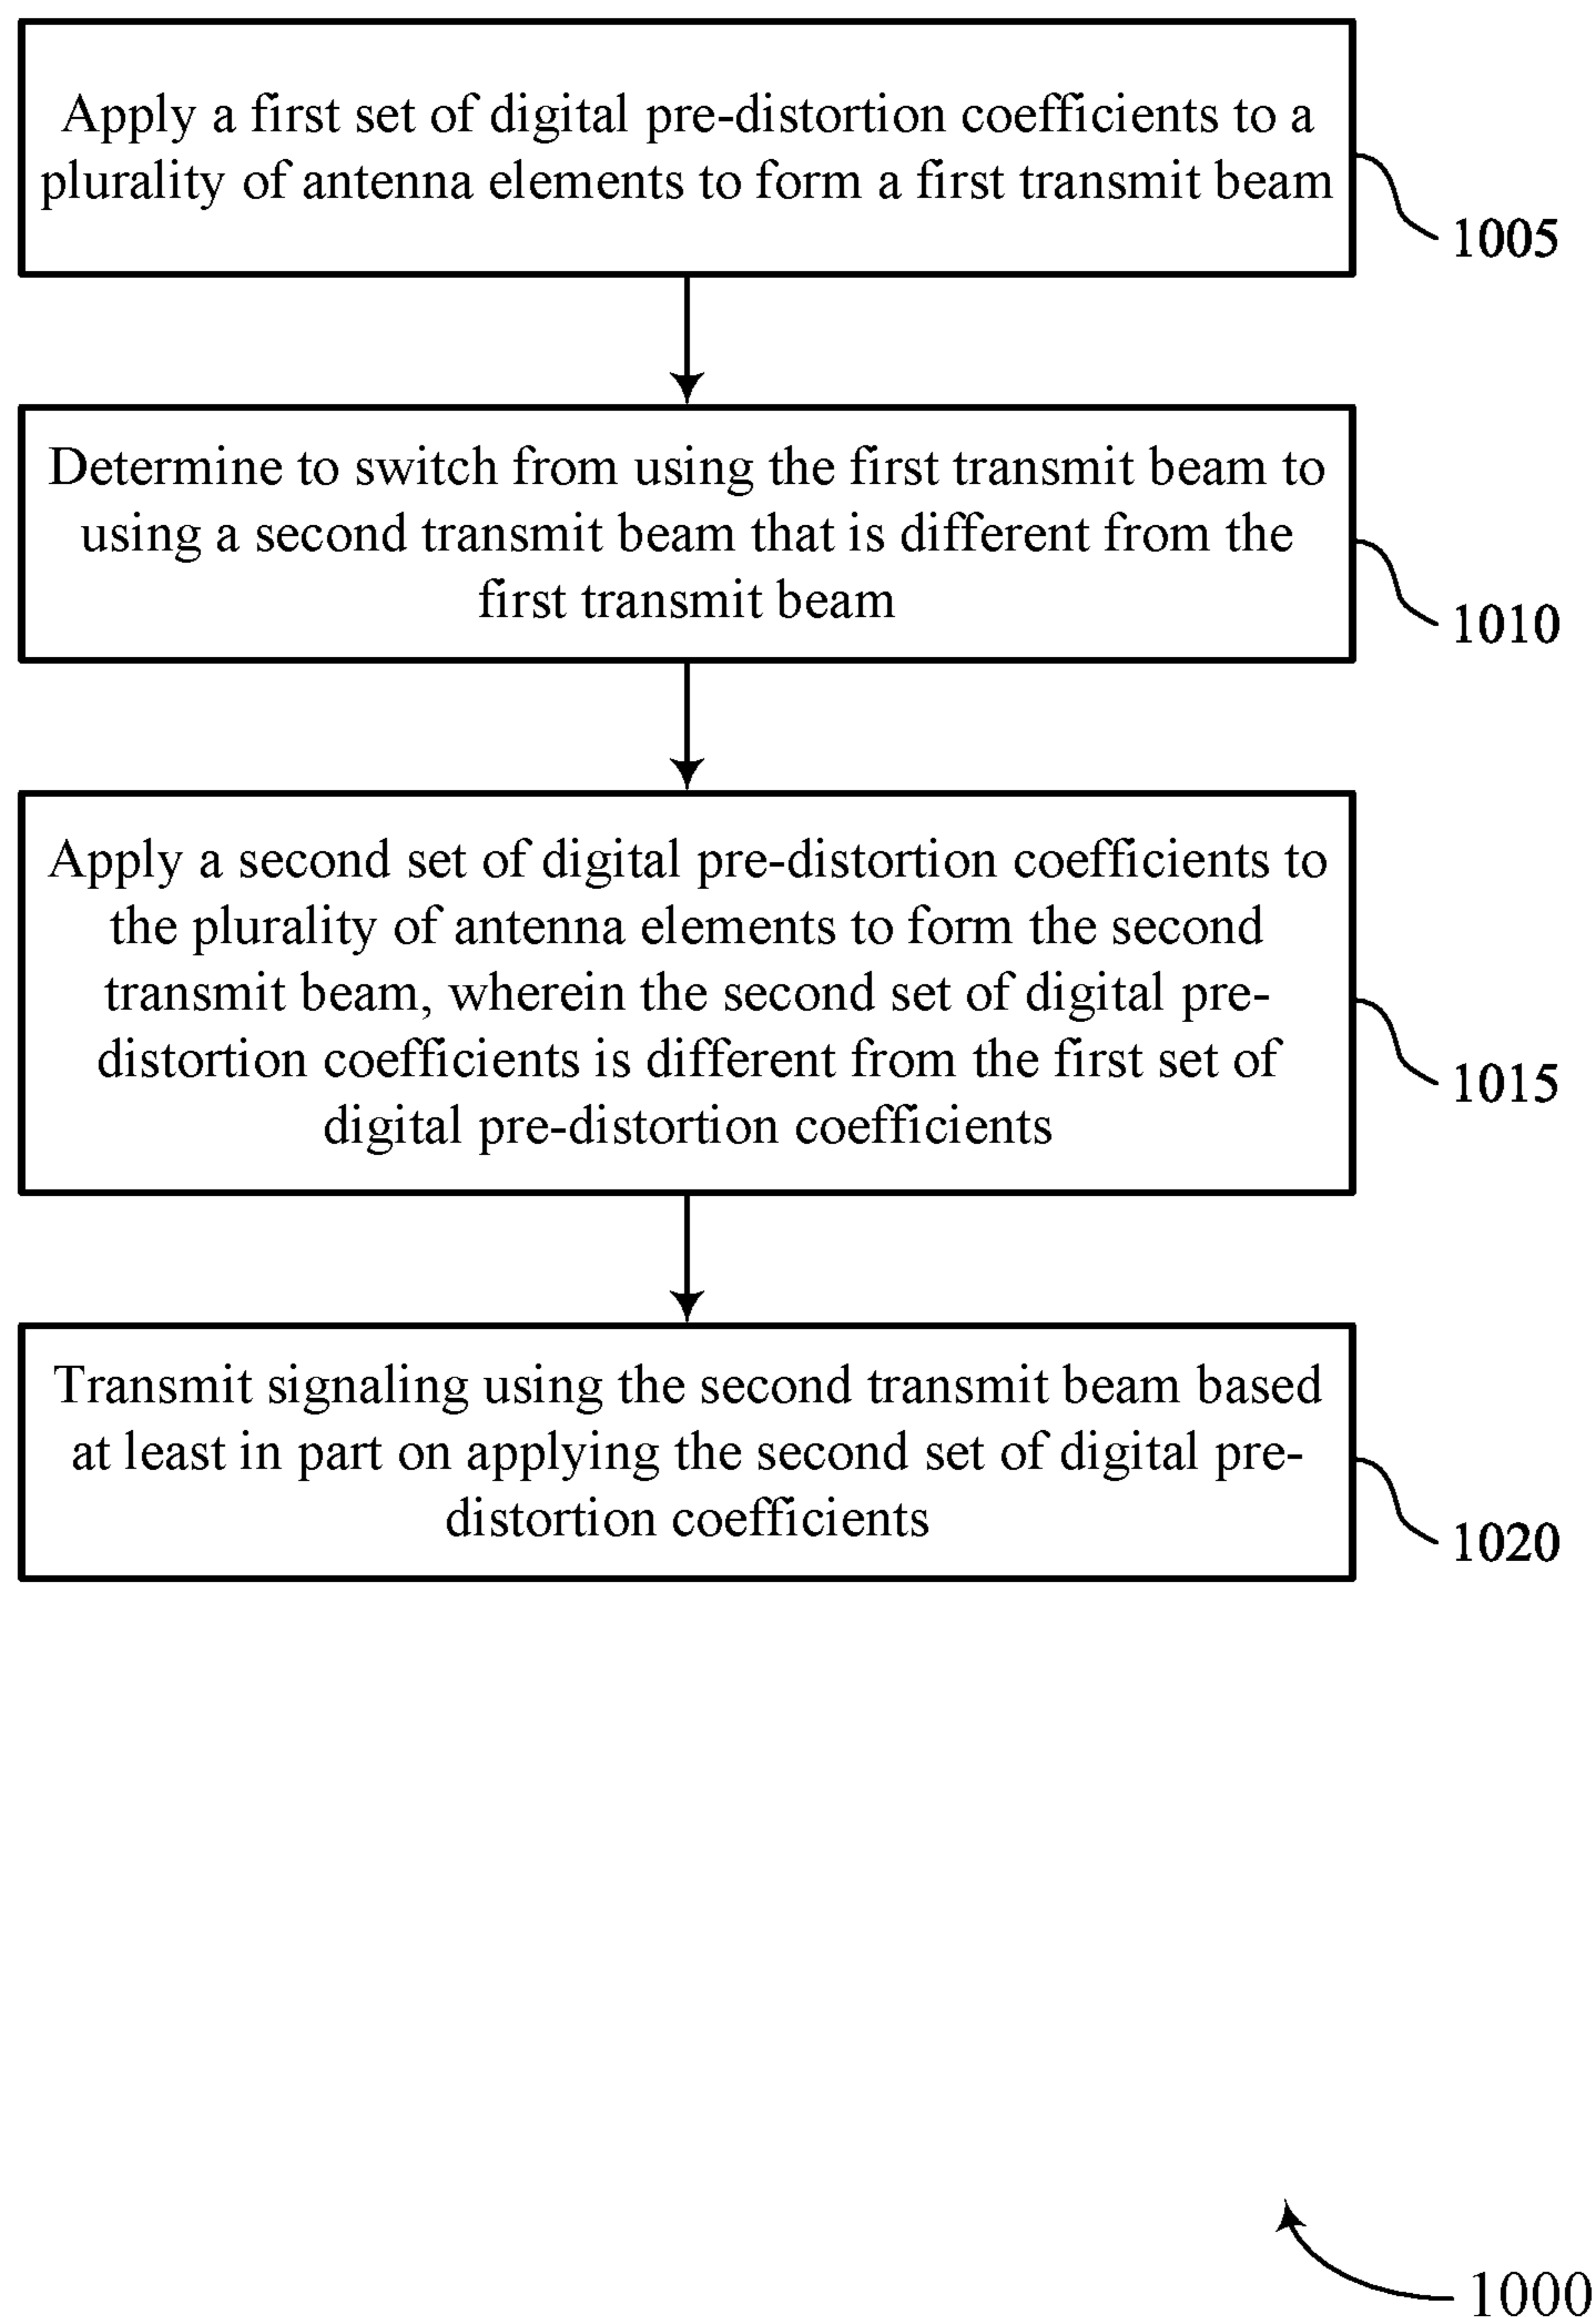 Apply a first set of digital pre-distortion coefficients to a
plurality of antenna elements to form a first transmit beam
1005
Determine to switch from using the first transmit beam to
using a second transmit beam that is different from the
first transmit beam
1010
Apply a second set of digital pre-distortion coefficients to
the plurality of antenna elements to form the second
transmit beam, wherein the second set of digital pre-
distortion coefficients is different from the first set of
digital pre-distortion coefficients
1015
Transmit signaling using the second transmit beam based
at least in part on applying the second set of digital pre-
distortion coefficients
1020
1000